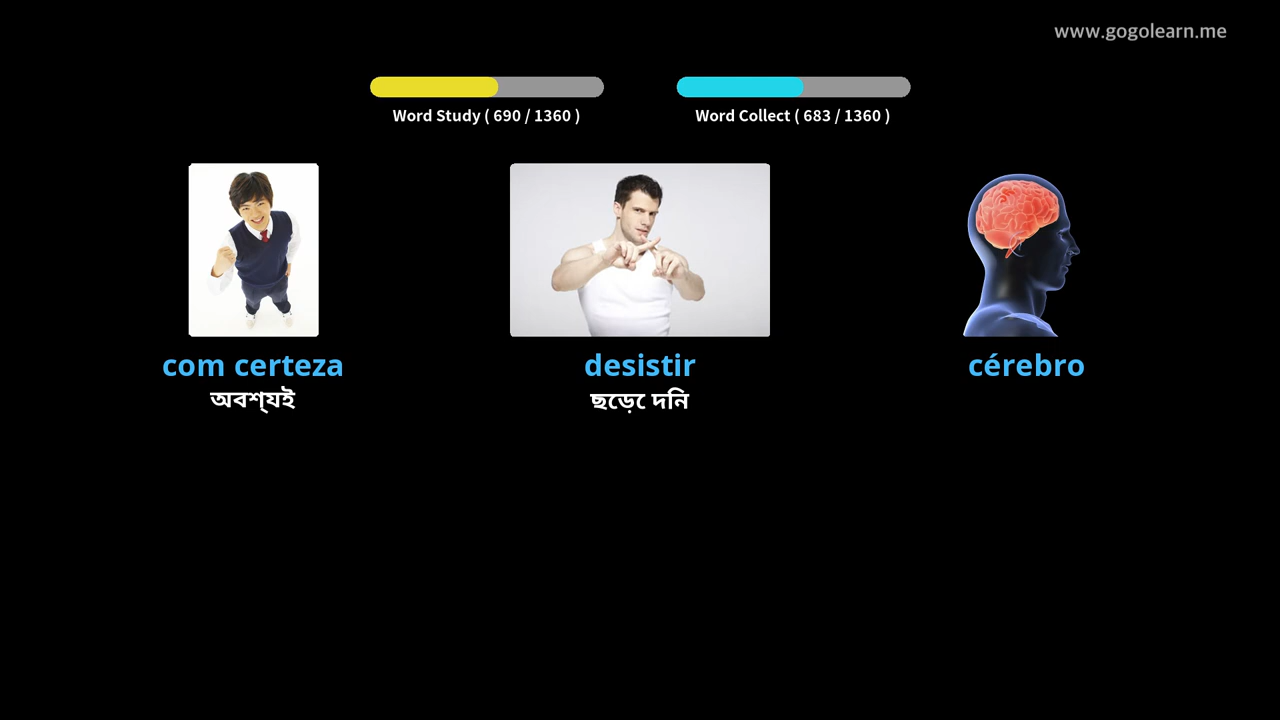 www.gogolearn.me
Word Study ( 690 / 1360 )
Word Collect ( 683 / 1360 )
com certeza
desistir
cérebro
অবশ্যই
ছেড়ে দিন